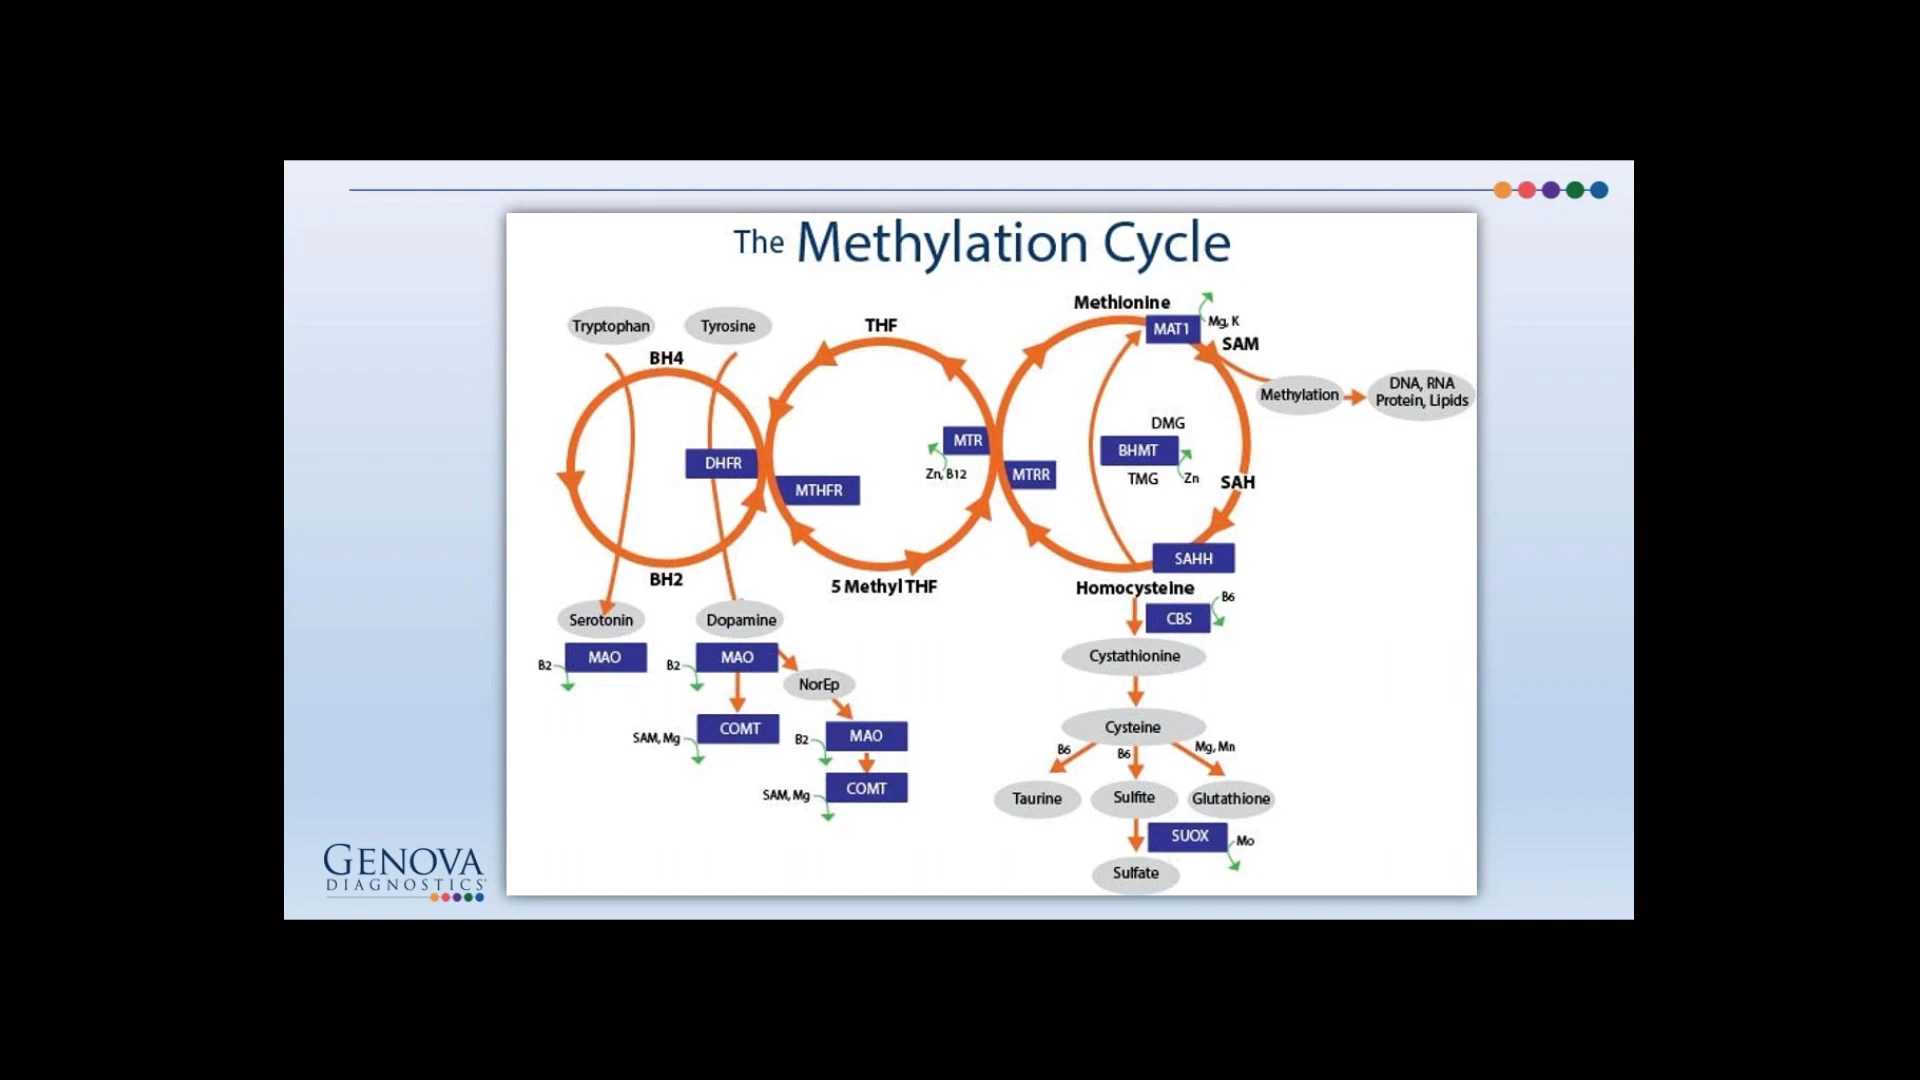 The Methylation Cycle
Tryptophan
Tyrosine
BH4
DHFR
BH2
THF
MTHFR
5 Methyl THF
MTR
Zn, B12
MTRR
Methionine
MAT1
Mg, K
SAM
Methylation
DNA, RNA
Protein, Lipids
DMG
BHMT
TMG
Zn
SAH
SAHH
Homocysteine
B6
CBS
Cystathionine
Cysteine
B6
B6
Mg, Mn
Taurine
Sulfite
Glutathione
SUOX
Mo
Sulfate
Serotonin
MAO
B2
Dopamine
MAO
B2
NorEp
COMT
SAM, Mg
MAO
B2
COMT
SAM, Mg
GENOVA
DIAGNOSTICS